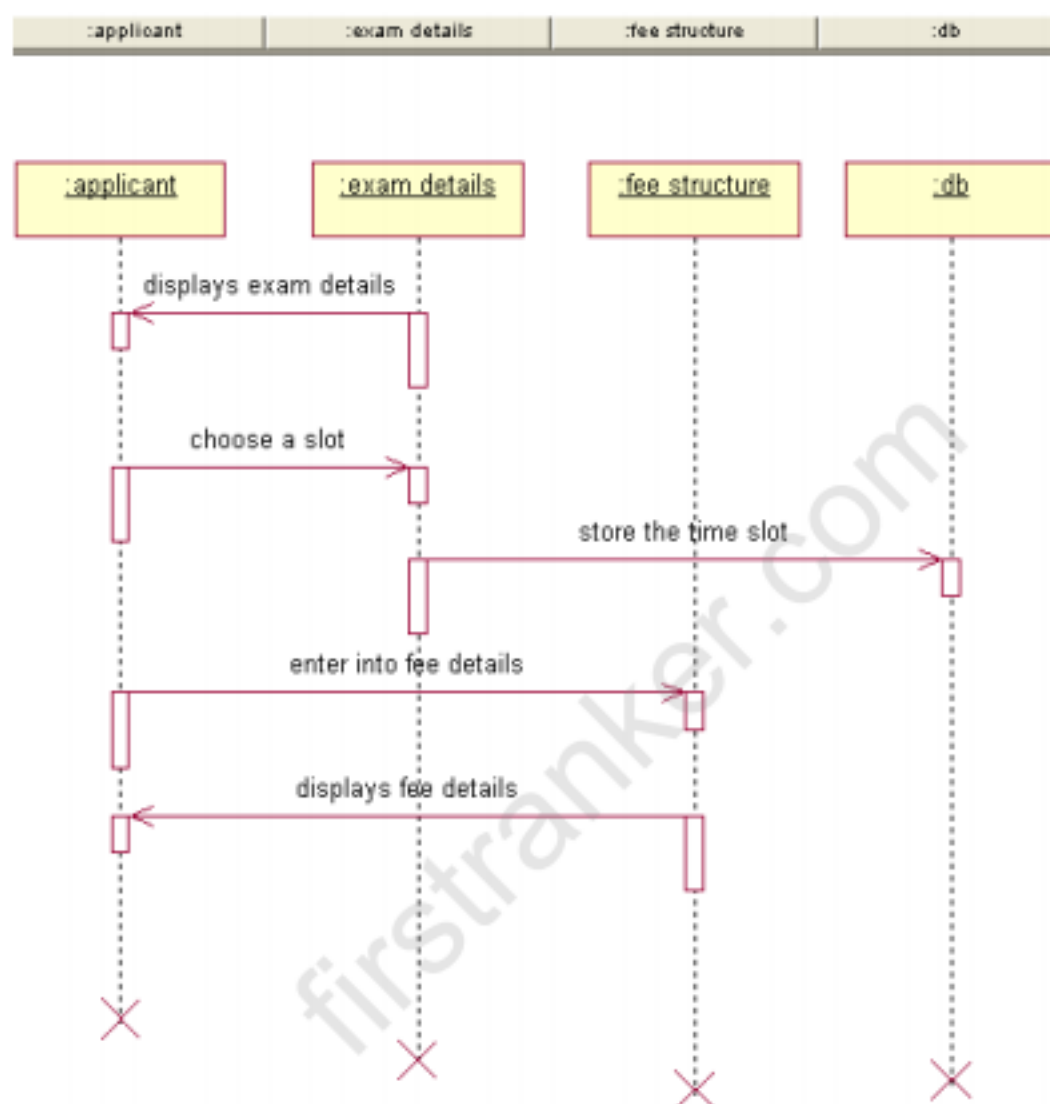 :applicant :exam details :fee structure :db
:applicant :exam details :fee structure :db
displays exam details
choose a slot
store the time slot
enter into fee details
displays fee details
firstranker.com